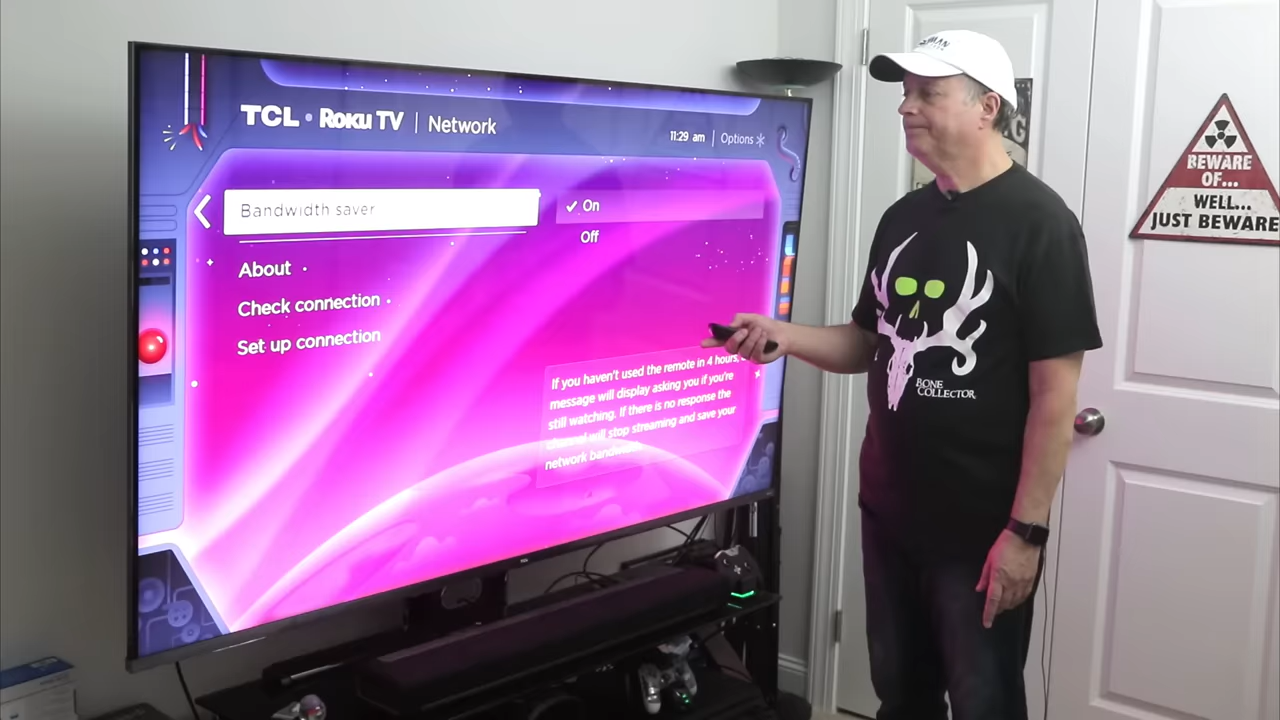 TCL • Roku TV | Network
11:29 am | Options
Bandwidth saver
On
Off
About
Check connection
Set up connection
If you haven't used the remote in 4 hours, a
message will display asking you if you're
still watching. If there is no response the
channel will stop streaming and save your
network bandwidth.
TCL
BONE
COLLECTOR
BEWARE
OF...
WELL...
JUST BEWARE